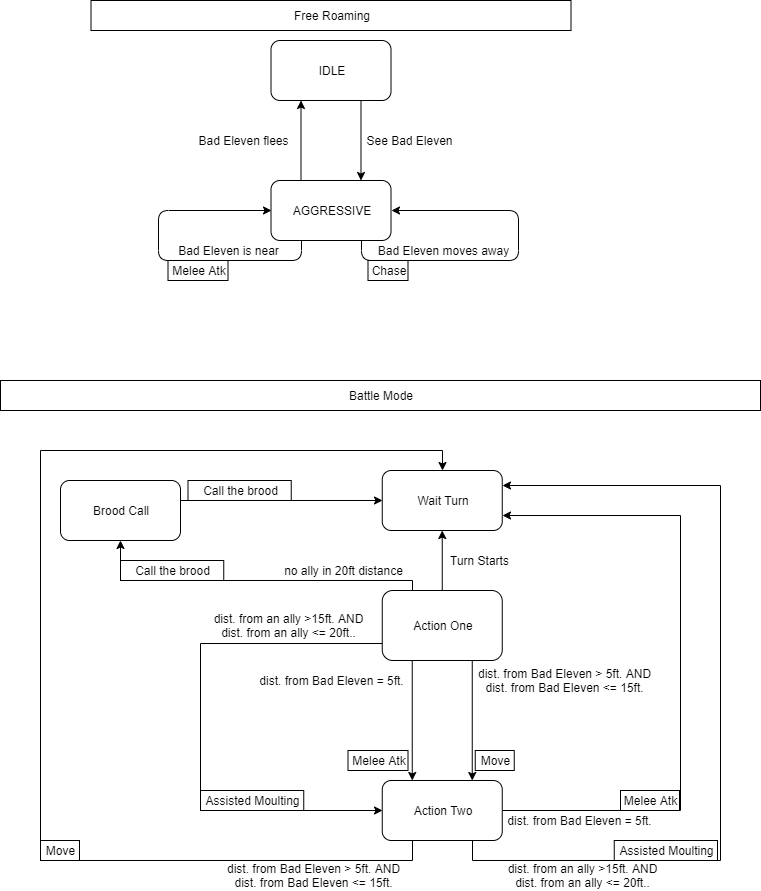 Free Roaming
IDLE
Bad Eleven flees
See Bad Eleven
AGGRESSIVE
Bad Eleven is near
Bad Eleven moves away
Melee Atk
Chase
Battle Mode
Call the brood
Brood Call
Wait Turn
Call the brood
no ally in 20ft distance
Turn Starts
dist. from an ally >15ft. AND
dist. from an ally <= 20ft..
Action One
dist. from Bad Eleven = 5ft.
dist. from Bad Eleven > 5ft. AND
dist. from Bad Eleven <= 15ft.
Melee Atk
Move
Assisted Moulting
Action Two
Melee Atk
dist. from Bad Eleven = 5ft.
Move
Assisted Moulting
dist. from Bad Eleven > 5ft. AND
dist. from Bad Eleven <= 15ft.
dist. from an ally >15ft. AND
dist. from an ally <= 20ft..